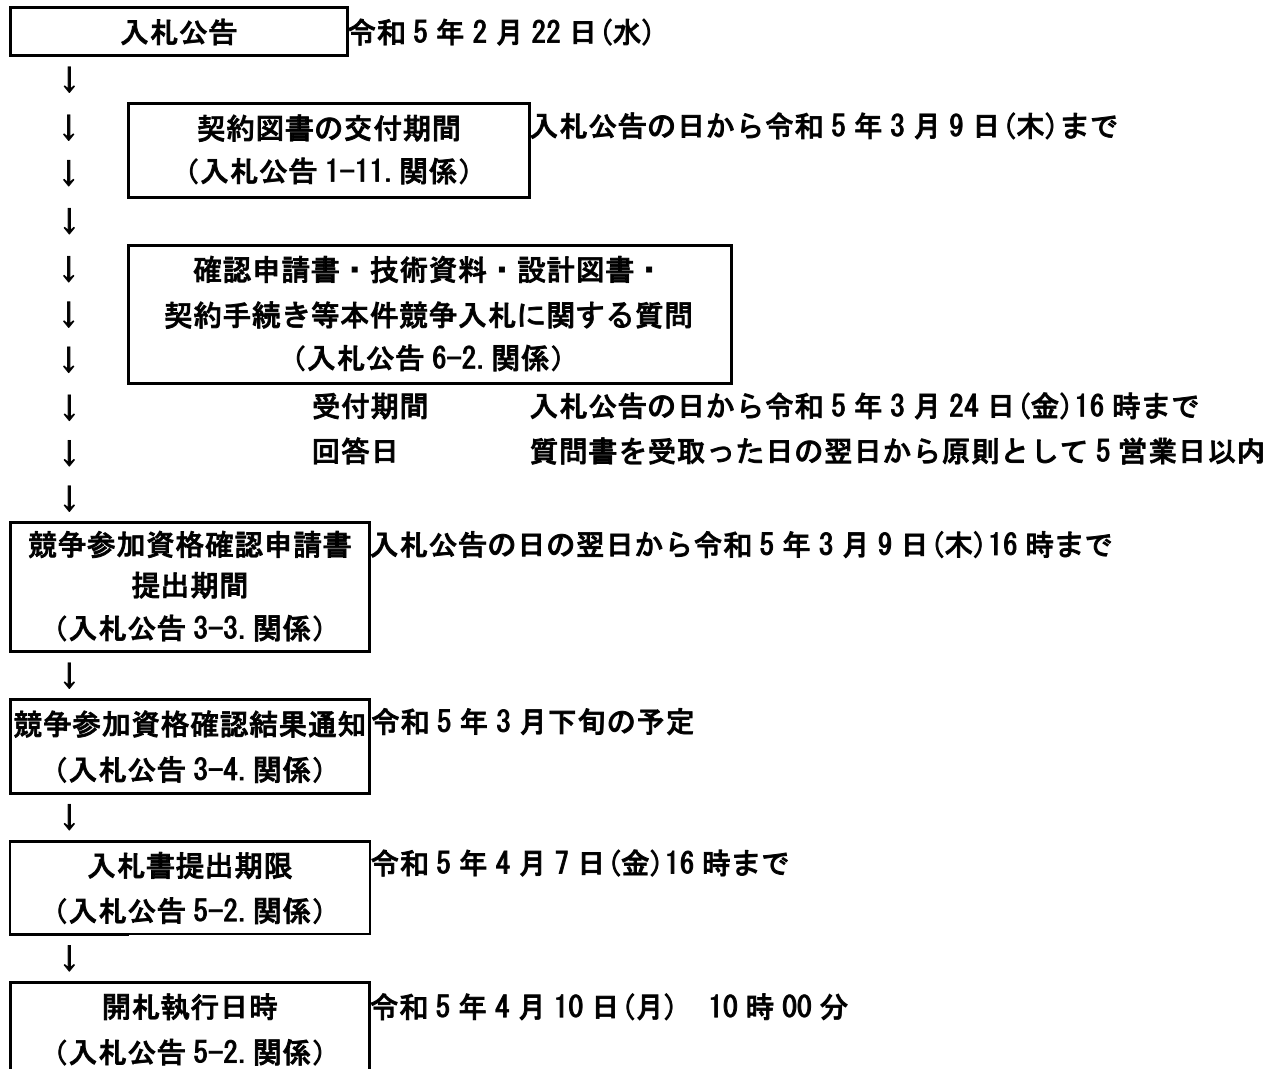 入札公告 令和5年2月22日(水)
↓
↓ 契約図書の交付期間 入札公告の日から令和5年3月9日(木)まで
↓ (入札公告1-11.関係)
↓
↓ 確認申請書・技術資料・設計図書・
↓ 契約手続き等本件競争入札に関する質問
↓ (入札公告6-2.関係)
↓ 受付期間 入札公告の日から令和5年3月24日(金)16時まで
↓ 回答日 質問書を受取った日の翌日から原則として5営業日以内
↓
競争参加資格確認申請書 入札公告の日の翌日から令和5年3月9日(木)16時まで
提出期間
(入札公告3-3.関係)
↓
競争参加資格確認結果通知 令和5年3月下旬の予定
(入札公告3-4.関係)
↓
入札書提出期限 令和5年4月7日(金)16時まで
(入札公告5-2.関係)
↓
開札執行日時 令和5年4月10日(月) 10時00分
(入札公告5-2.関係)